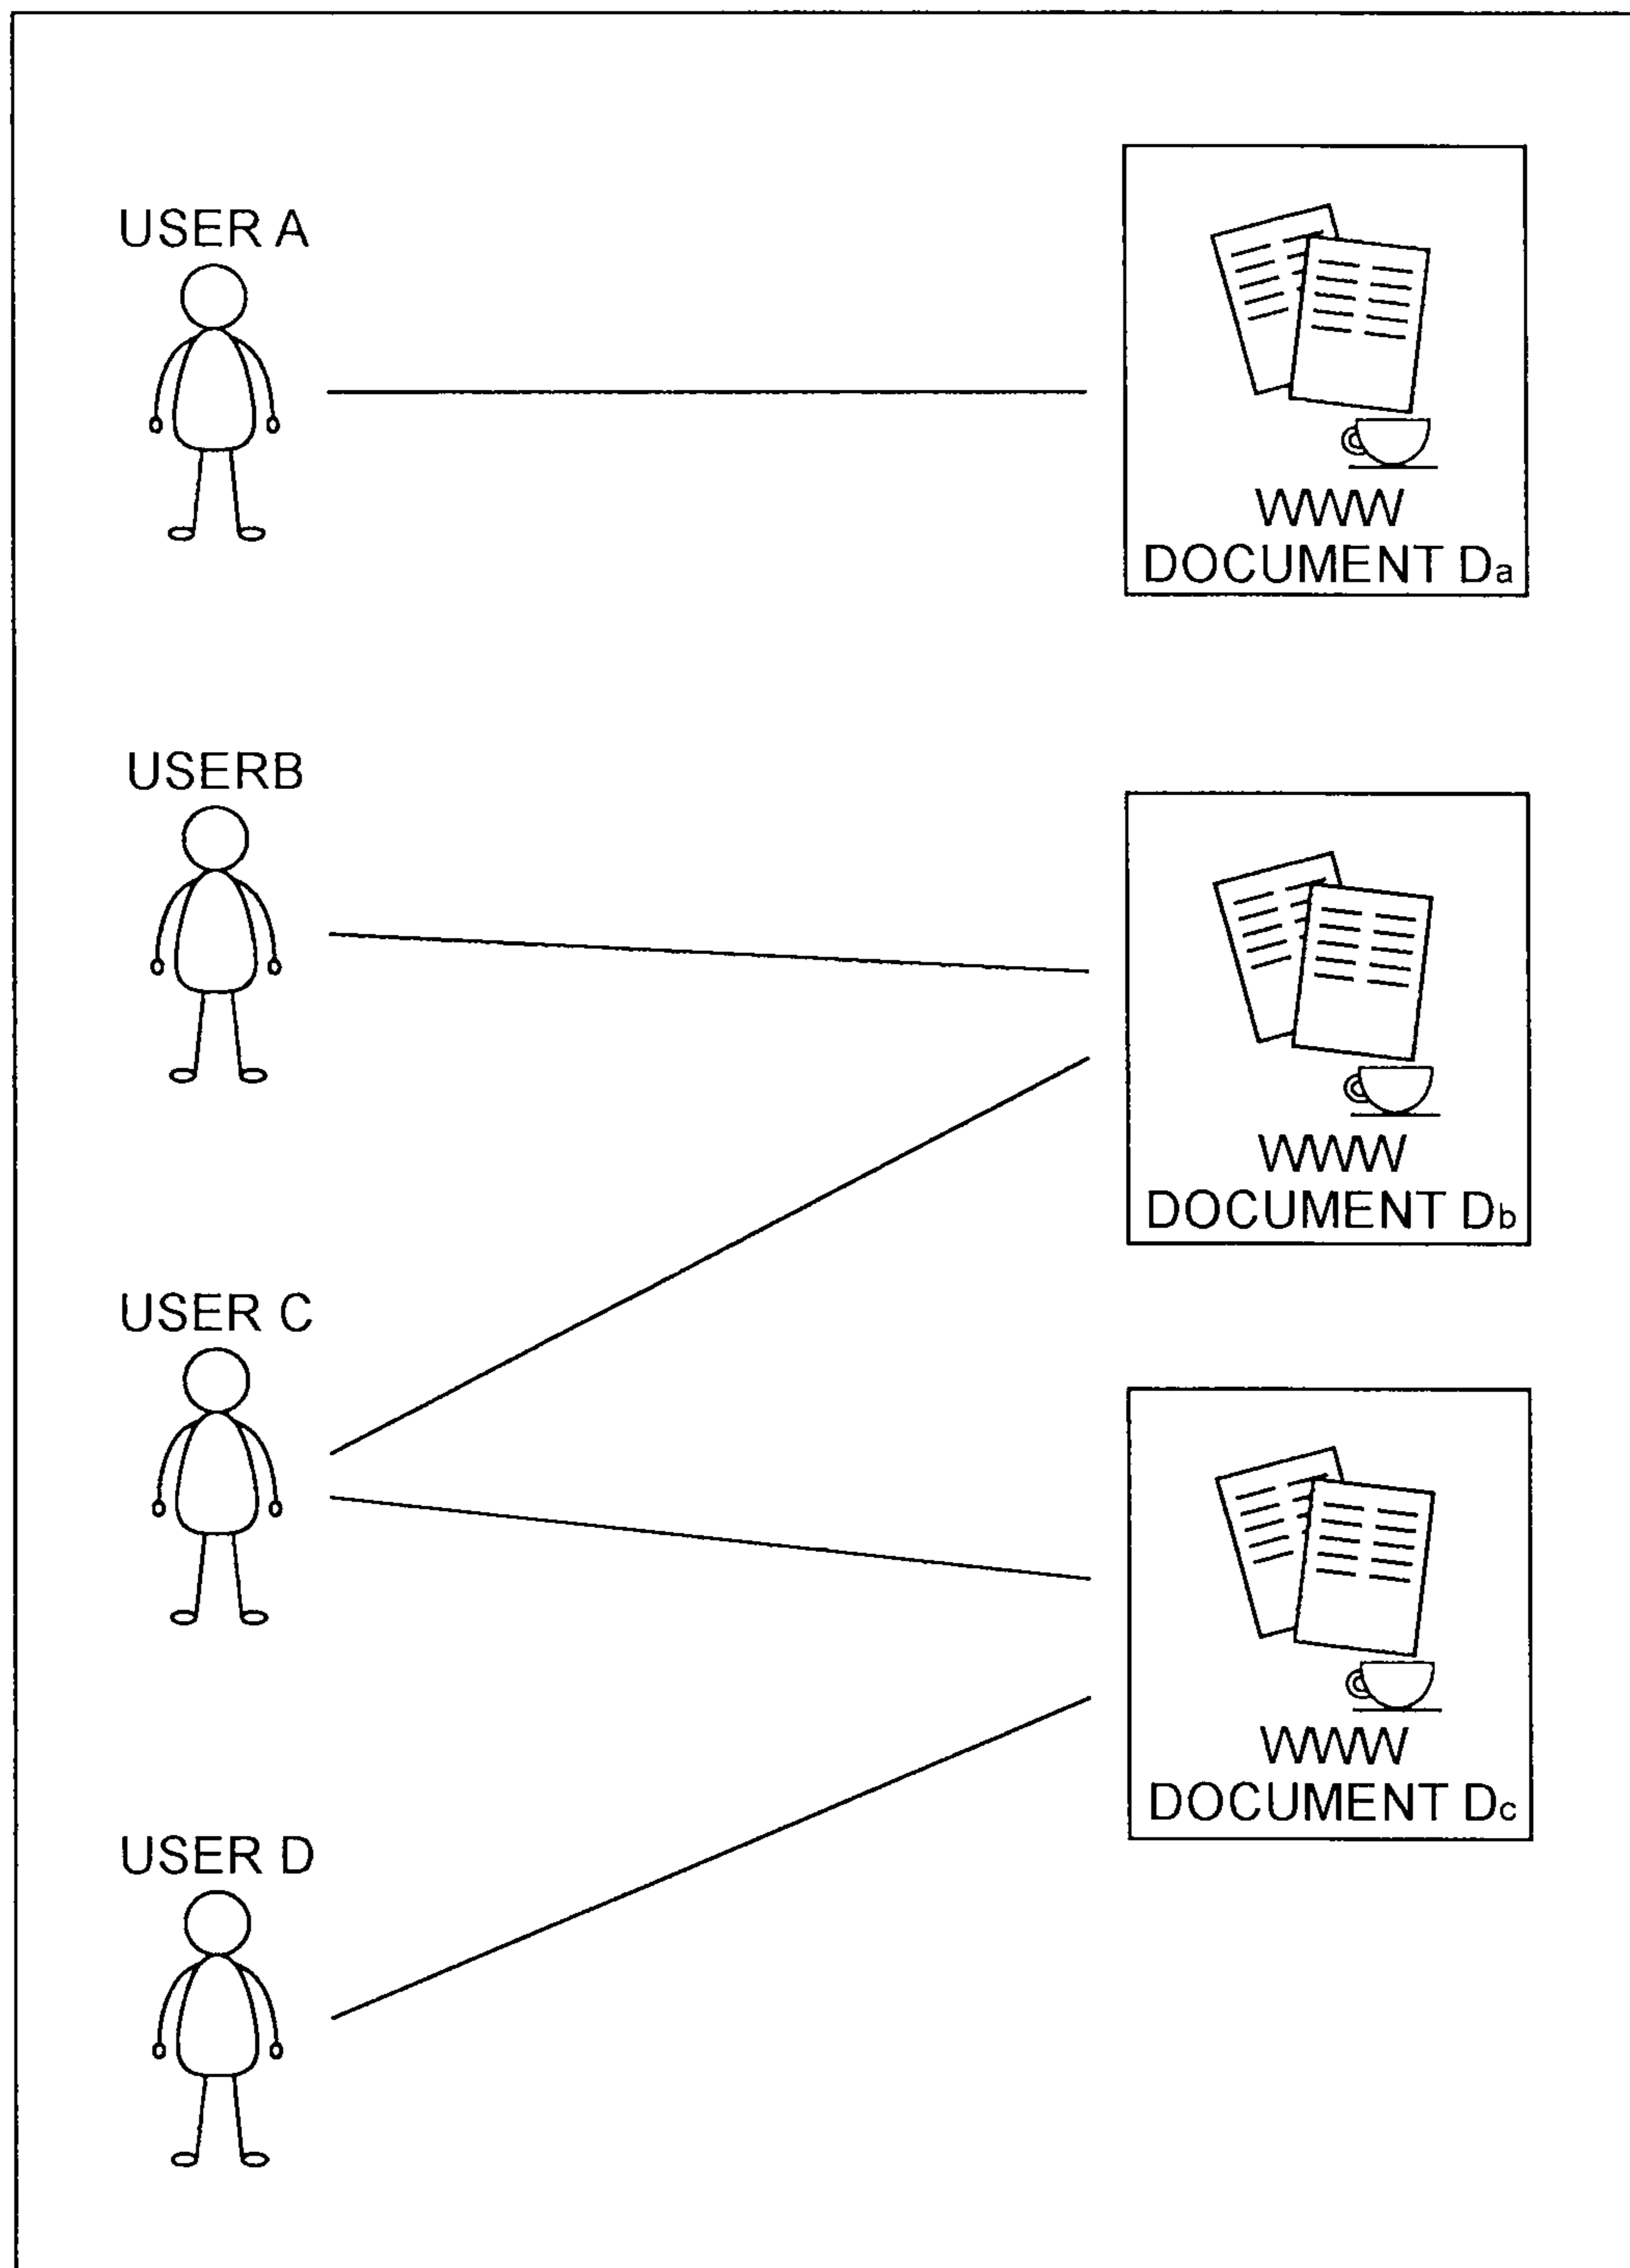 USER A
WWW
DOCUMENT Da
USERB
WWW
DOCUMENT Db
USER C
WWW
DOCUMENT Dc
USER D